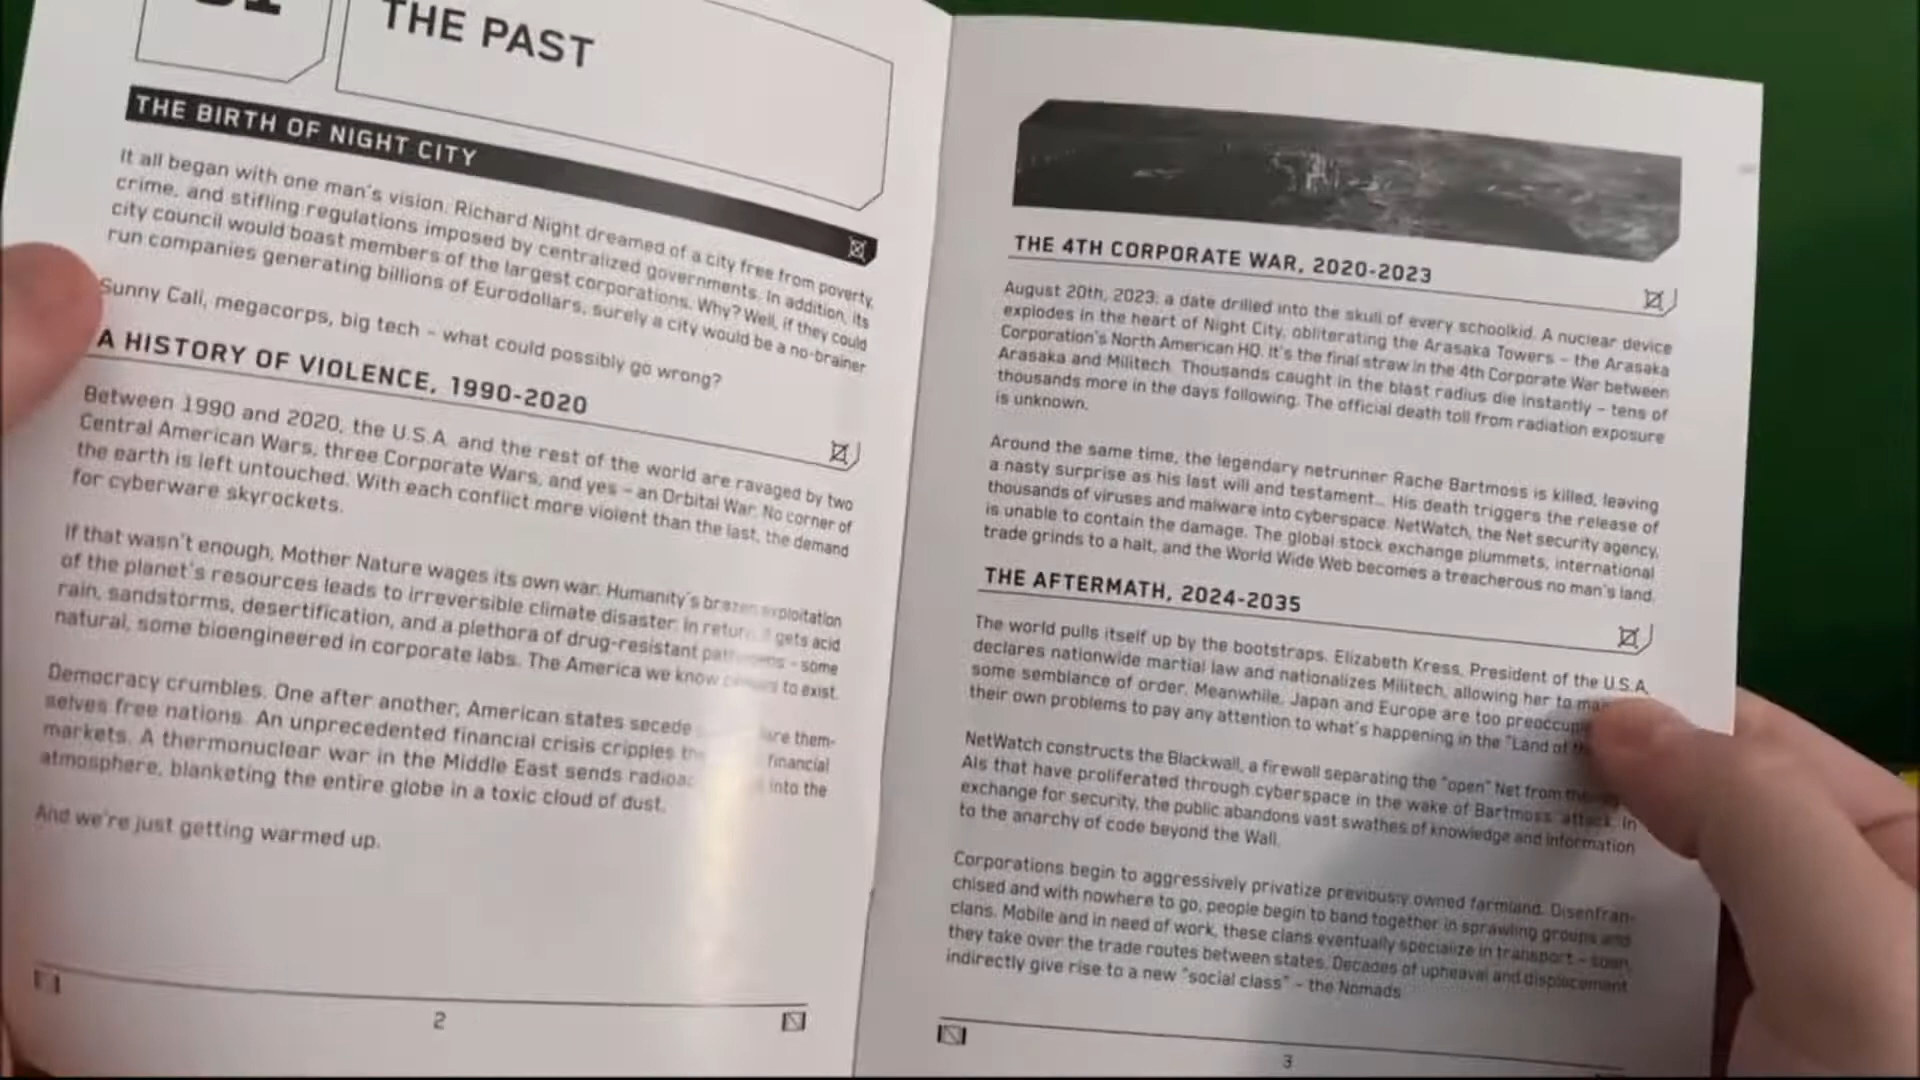 THE PAST
THE BIRTH OF NIGHT CITY
It all began with one man's vision. Richard Night dreamed of a city free from poverty,
crime, and stifling regulations imposed by centralized governments. In addition, its
city council would boast members of the largest corporations. Why? Well, if they could
run companies generating billions of Eurodollars, surely a city would be a no-brainer
Sunny Cali, megacorps, big tech – what could possibly go wrong?
A HISTORY OF VIOLENCE, 1990-2020
Between 1990 and 2020, the U.S.A. and the rest of the world are ravaged by two
Central American Wars, three Corporate Wars, and yes – an Orbital War. No corner of
the earth is left untouched. With each conflict more violent than the last, the demand
for cyberware skyrockets.
If that wasn't enough, Mother Nature wages its own war. Humanity's brazen exploitation
of the planet's resources leads to irreversible climate disaster. In return, it gets acid
rain, sandstorms, desertification, and a plethora of drug-resistant – some
natural, some bioengineered in corporate labs. The America we know to exist.
Democracy crumbles. One after another, American states secede them-
selves free nations. An unprecedented financial crisis cripples financial
markets. A thermonuclear war in the Middle East sends into the
atmosphere, blanketing the entire globe in a toxic cloud of dust.
And we're just getting warmed up.
2
THE 4TH CORPORATE WAR, 2020-2023
August 20th, 2023: a date drilled into the skull of every schoolkid. A nuclear device
explodes in the heart of Night City, obliterating the Arasaka Towers – the Arasaka
Corporation's North American HQ. It's the final straw in the 4th Corporate War between
Arasaka and Militech. Thousands caught in the blast radius die instantly – tens of
thousands more in the days following. The official death toll from radiation exposure
is unknown.
Around the same time, the legendary netrunner Rache Bartmoss is killed, leaving
a nasty surprise as his last will and testament... His death triggers the release of
thousands of viruses and malware into cyberspace. NetWatch, the Net security agency,
is unable to contain the damage. The global stock exchange plummets, international
trade grinds to a halt, and the World Wide Web becomes a treacherous no man's land.
THE AFTERMATH, 2024-2035
The world pulls itself up by the bootstraps. Elizabeth Kress, President of the U.S.A.
declares nationwide martial law and nationalizes Militech, allowing her to
some semblance of order. Meanwhile, Japan and Europe are too
their own problems to pay any attention to what's happening in the "Land of
NetWatch constructs the Blackwall, a firewall separating the "open" Net from the
AIs that have proliferated through cyberspace in the wake of Bartmoss' attack. In
exchange for security, the public abandons vast swathes of knowledge and information
to the anarchy of code beyond the Wall.
Corporations begin to aggressively privatize previously owned farmland. Disenfran-
chised and with nowhere to go, people begin to band together in sprawling groups and
clans. Mobile and in need of work, these clans eventually specialize in transport – soon,
they take over the trade routes between states. Decades of upheaval and displacement
indirectly give rise to a new "social class" – the Nomads.
3